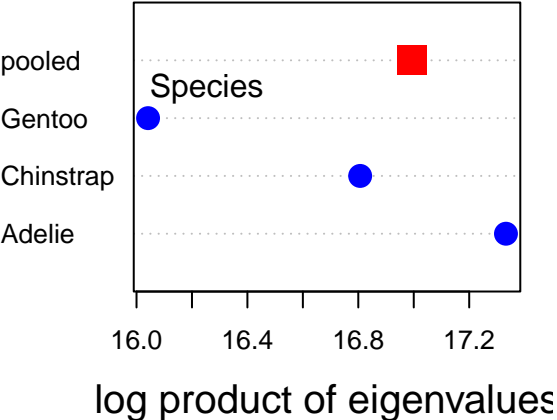 pooled
Species
Gentoo
Chinstrap
Adelie
16.0 16.4 16.8 17.2
log product of eigenvalues